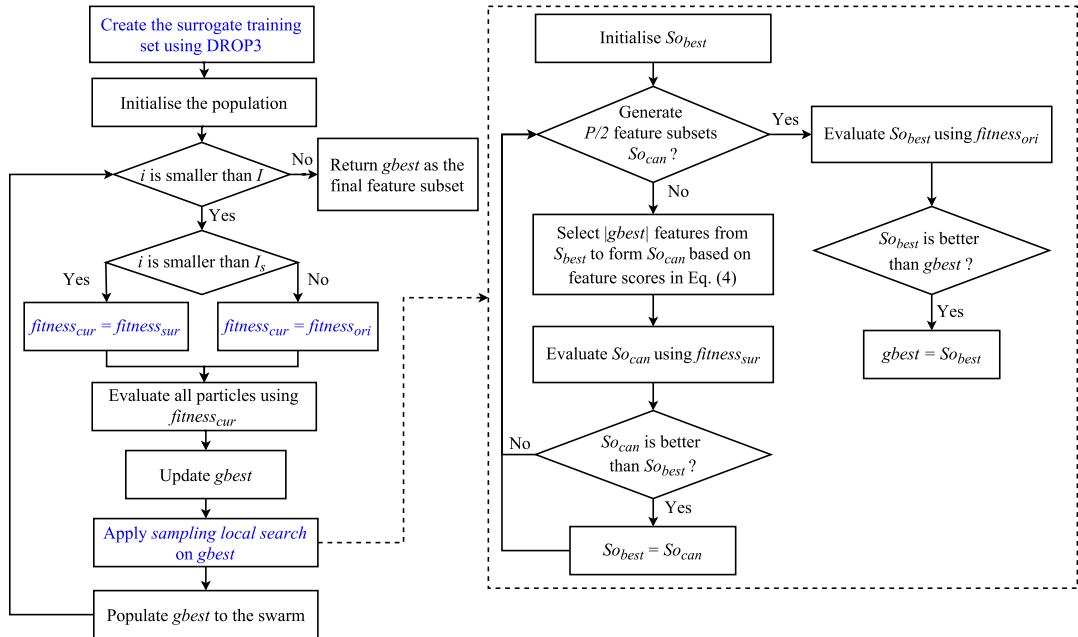 Create the surrogate training
set using DROP3
Initialise the population
i is smaller than I
No
Return gbest as the
final feature subset
Yes
i is smaller than Is
Yes
No
fitnesscur = fitnesssur
fitnesscur = fitnessori
Evaluate all particles using
fitnesscur
Update gbest
Apply sampling local search
on gbest
Populate gbest to the swarm
Initialise Sobest
Generate
P/2 feature subsets
Socan ?
Yes
No
Select |gbest| features from
Sbest to form Socan based on
feature scores in Eq. (4)
Evaluate Socan using fitnesssur
Socan is better
than Sobest ?
No
Yes
Sobest = Socan
Evaluate Sobest using fitnessori
Sobest is better
than gbest ?
Yes
gbest = Sobest